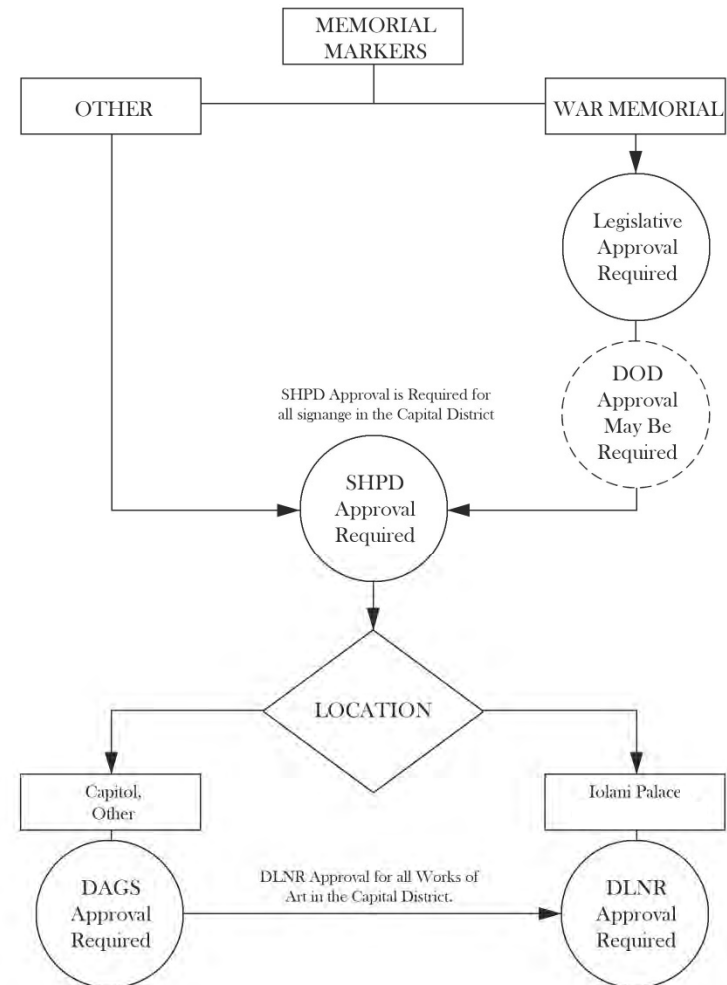 MEMORIAL
MARKERS
OTHER
WAR MEMORIAL
Legislative
Approval
Required
DOD
Approval
May Be
Required
SHPD Approval is Required for
all signange in the Capital District
SHPD
Approval
Required
LOCATION
Capitol,
Other
Iolani Palace
DAGS
Approval
Required
DLNR Approval for all Works of
Art in the Capital District.
DLNR
Approval
Required